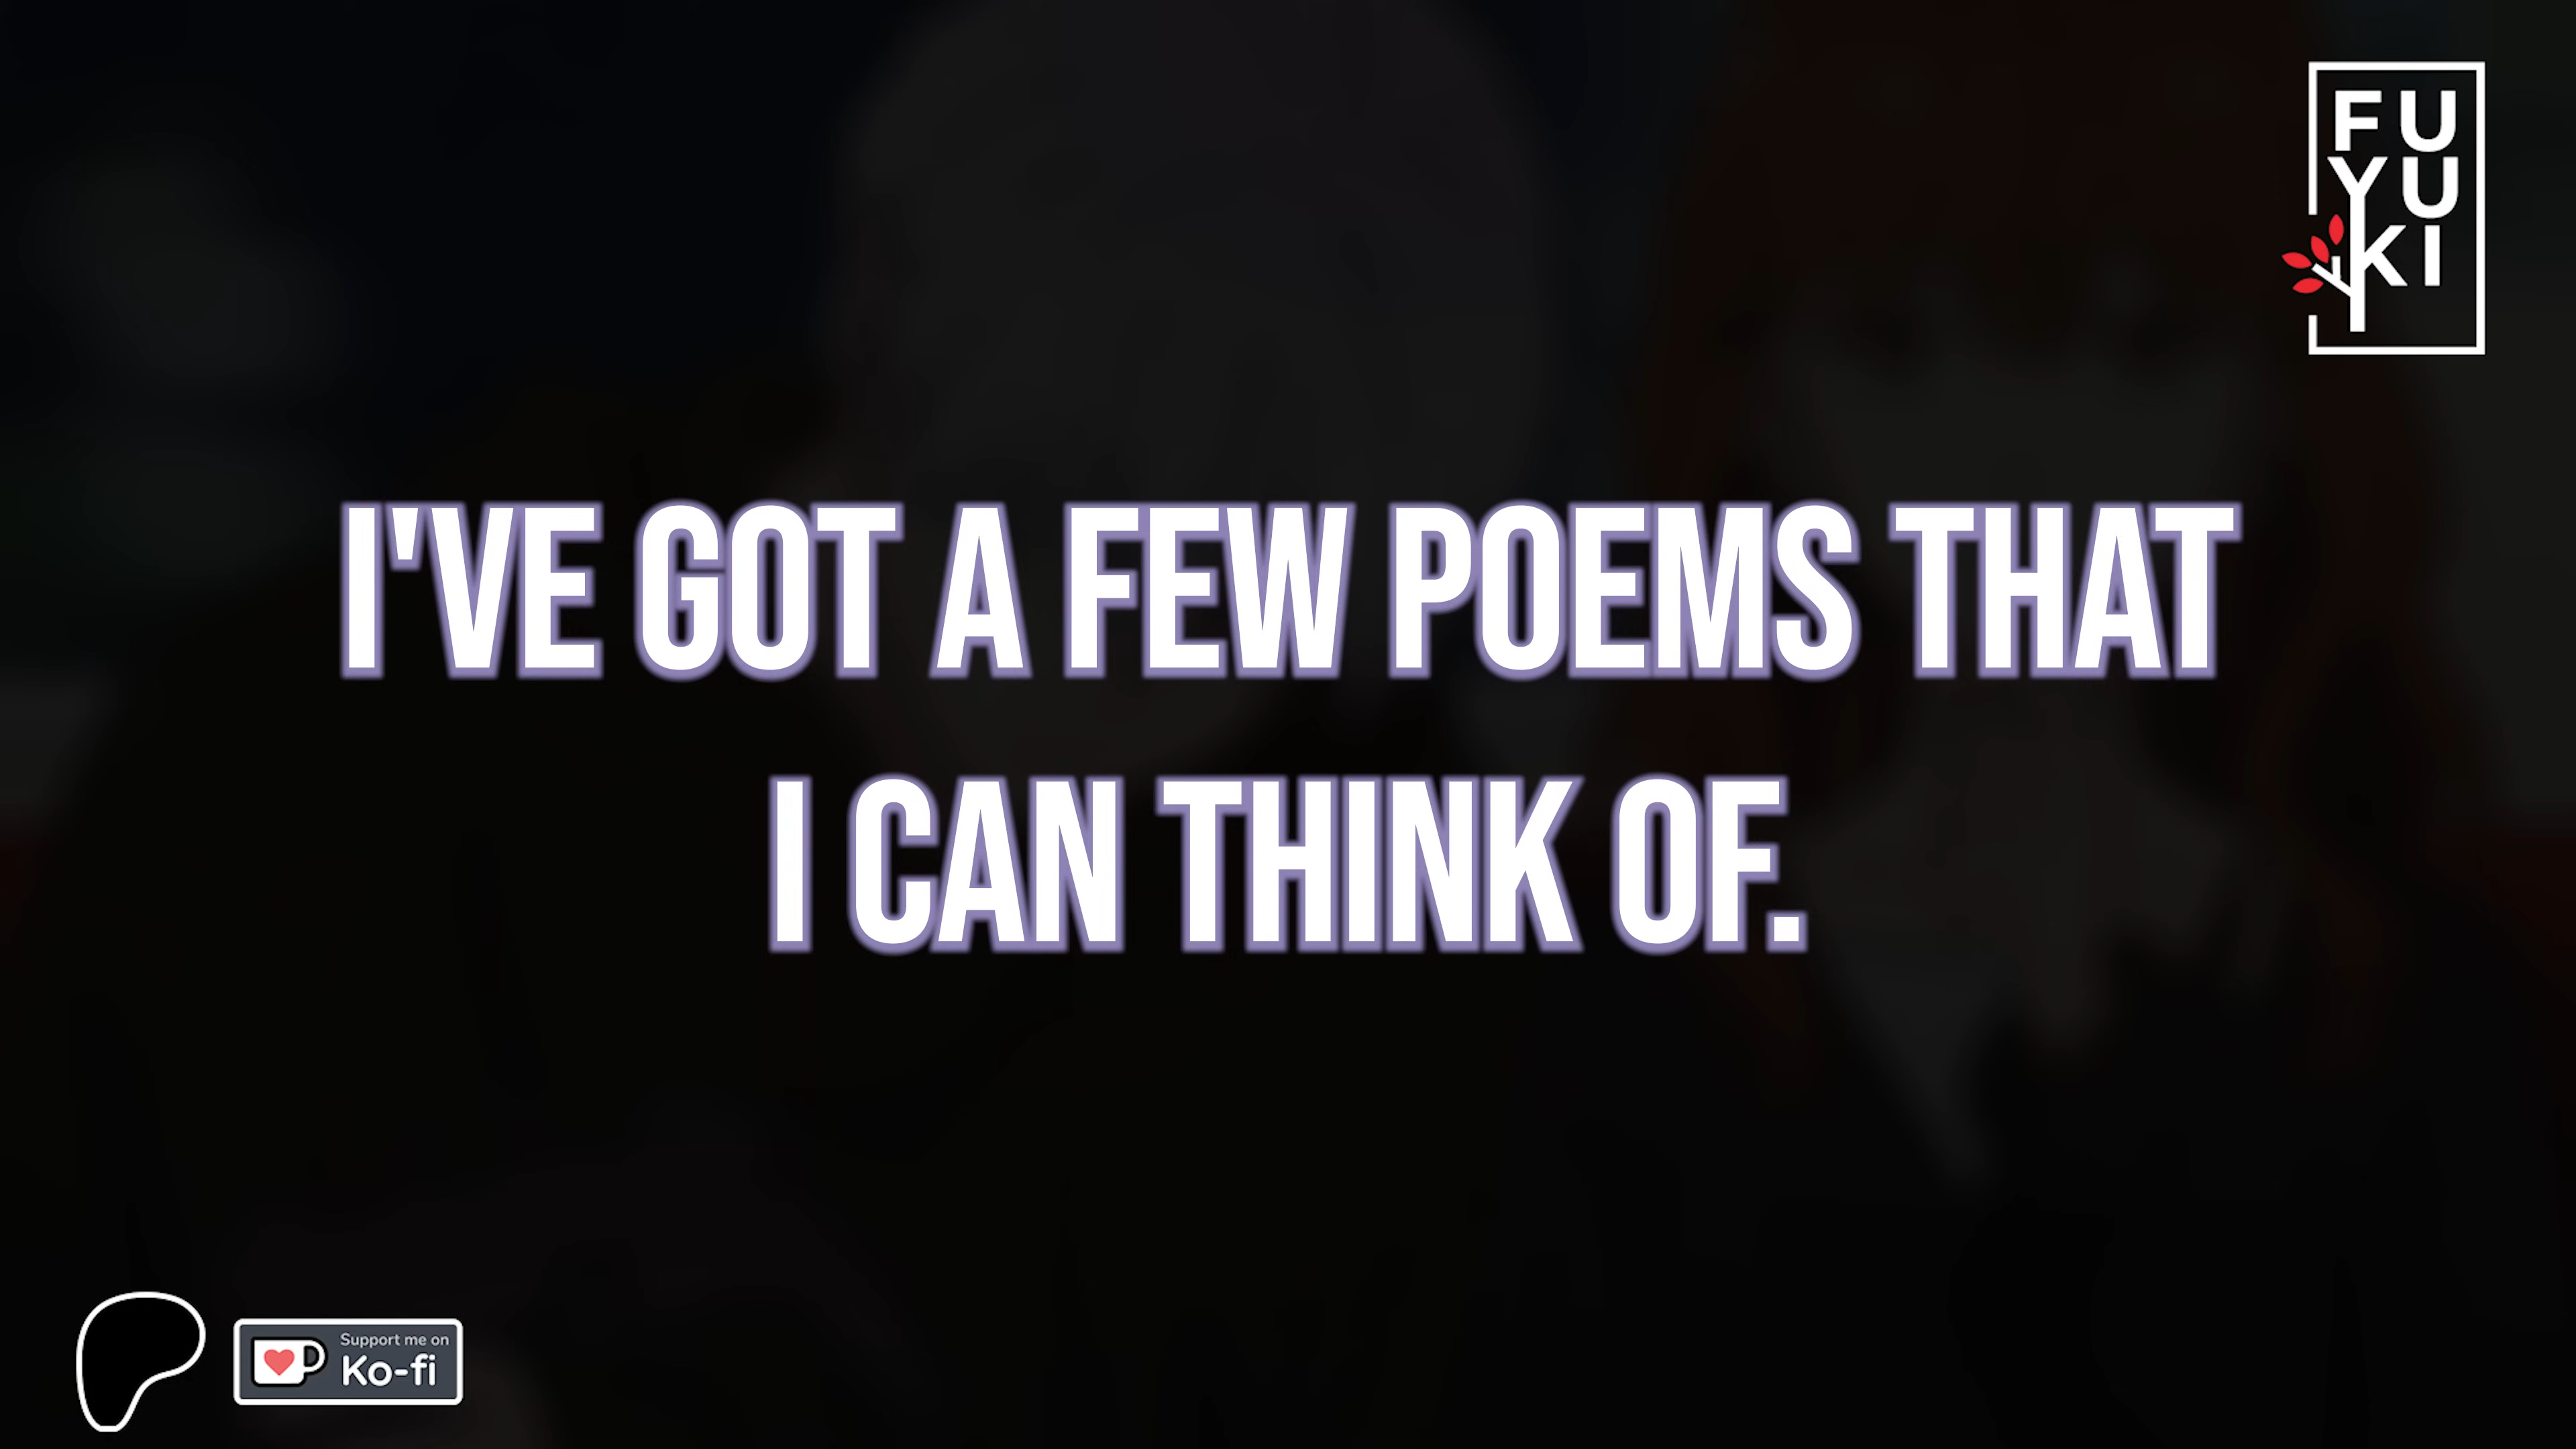 FU
YU
KI
I'VE GOT A FEW POEMS THAT
I CAN THINK OF.
Support me on
Ko-fi